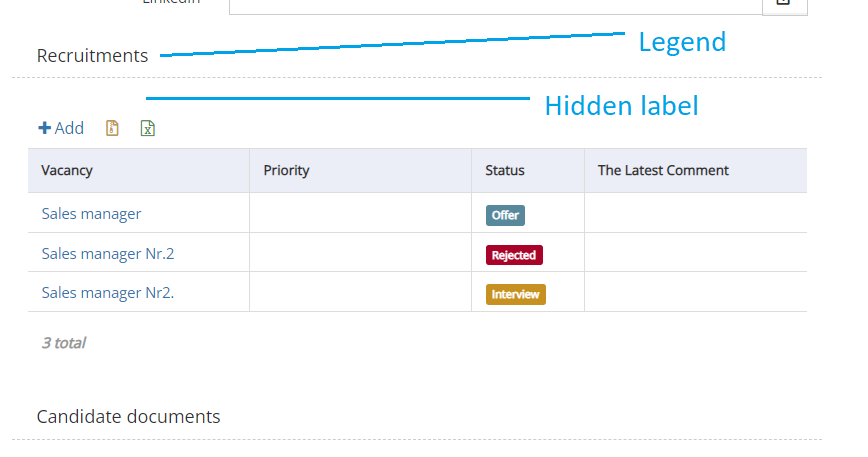 LinkedIn
Recruitments
Legend
Hidden label
Add
Vacancy Priority Status The Latest Comment
Sales manager Offer
Sales manager Nr.2 Rejected
Sales manager Nr2. Interview
3 total
Candidate documents